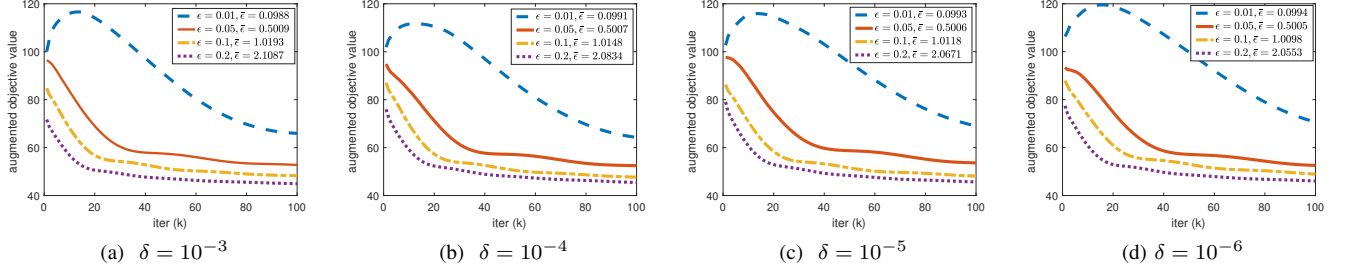 augmented objective value
120
100
80
60
40
ϵ = 0.01, ϵ̄ = 0.0988
ϵ = 0.05, ϵ̄ = 0.5009
ϵ = 0.1, ϵ̄ = 1.0193
ϵ = 0.2, ϵ̄ = 2.1087
0 20 40 60 80 100
iter (k)
(a) δ = 10⁻³
augmented objective value
120
100
80
60
40
ϵ = 0.01, ϵ̄ = 0.0991
ϵ = 0.05, ϵ̄ = 0.5007
ϵ = 0.1, ϵ̄ = 1.0148
ϵ = 0.2, ϵ̄ = 2.0834
0 20 40 60 80 100
iter (k)
(b) δ = 10⁻⁴
augmented objective value
120
100
80
60
40
ϵ = 0.01, ϵ̄ = 0.0993
ϵ = 0.05, ϵ̄ = 0.5006
ϵ = 0.1, ϵ̄ = 1.0118
ϵ = 0.2, ϵ̄ = 2.0671
0 20 40 60 80 100
iter (k)
(c) δ = 10⁻⁵
augmented objective value
120
100
80
60
40
ϵ = 0.01, ϵ̄ = 0.0994
ϵ = 0.05, ϵ̄ = 0.5005
ϵ = 0.1, ϵ̄ = 1.0098
ϵ = 0.2, ϵ̄ = 2.0553
0 20 40 60 80 100
iter (k)
(d) δ = 10⁻⁶